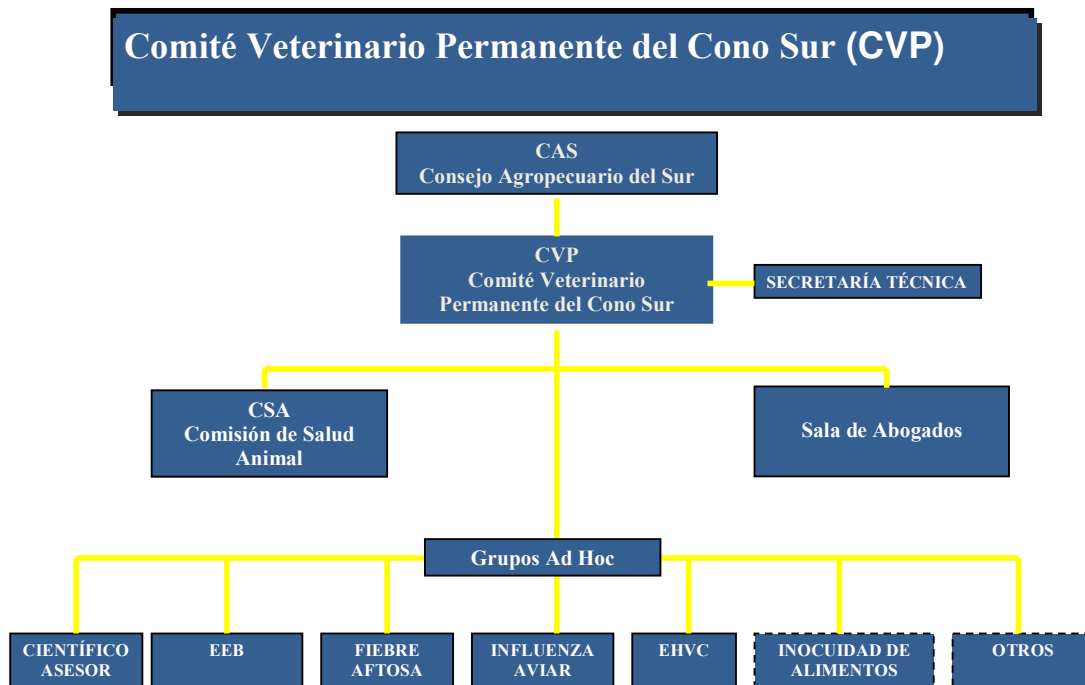 Comité Veterinario Permanente del Cono Sur (CVP)
CAS
Consejo Agropecuario del Sur
CVP
Comité Veterinario
Permanente del Cono Sur
SECRETARÍA TÉCNICA
CSA
Comisión de Salud
Animal
Sala de Abogados
Grupos Ad Hoc
CIENTÍFICO
ASESOR
EEB
FIEBRE
AFTOSA
INFLUENZA
AVIAR
EHVC
INOCUIDAD DE
ALIMENTOS
OTROS